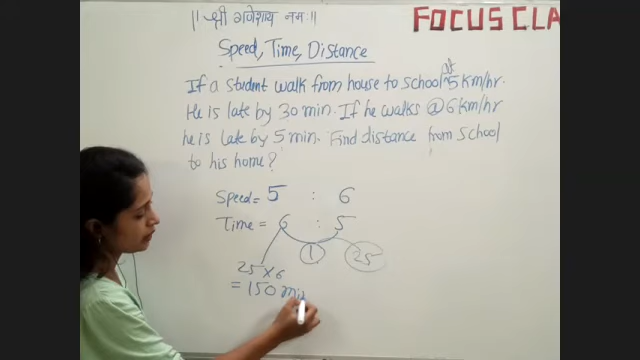 || श्री गणेशाय नमः ||
FOCUS CLA
Speed, Time, Distance
If a student walk from house to school at 5 km/hr.
He is late by 30 min. If he walks @ 6 km/hr
he is late by 5 min. Find distance from school
to his home?
Speed = 5 : 6
Time = 6 : 5
1 25
25 × 6
= 150 min